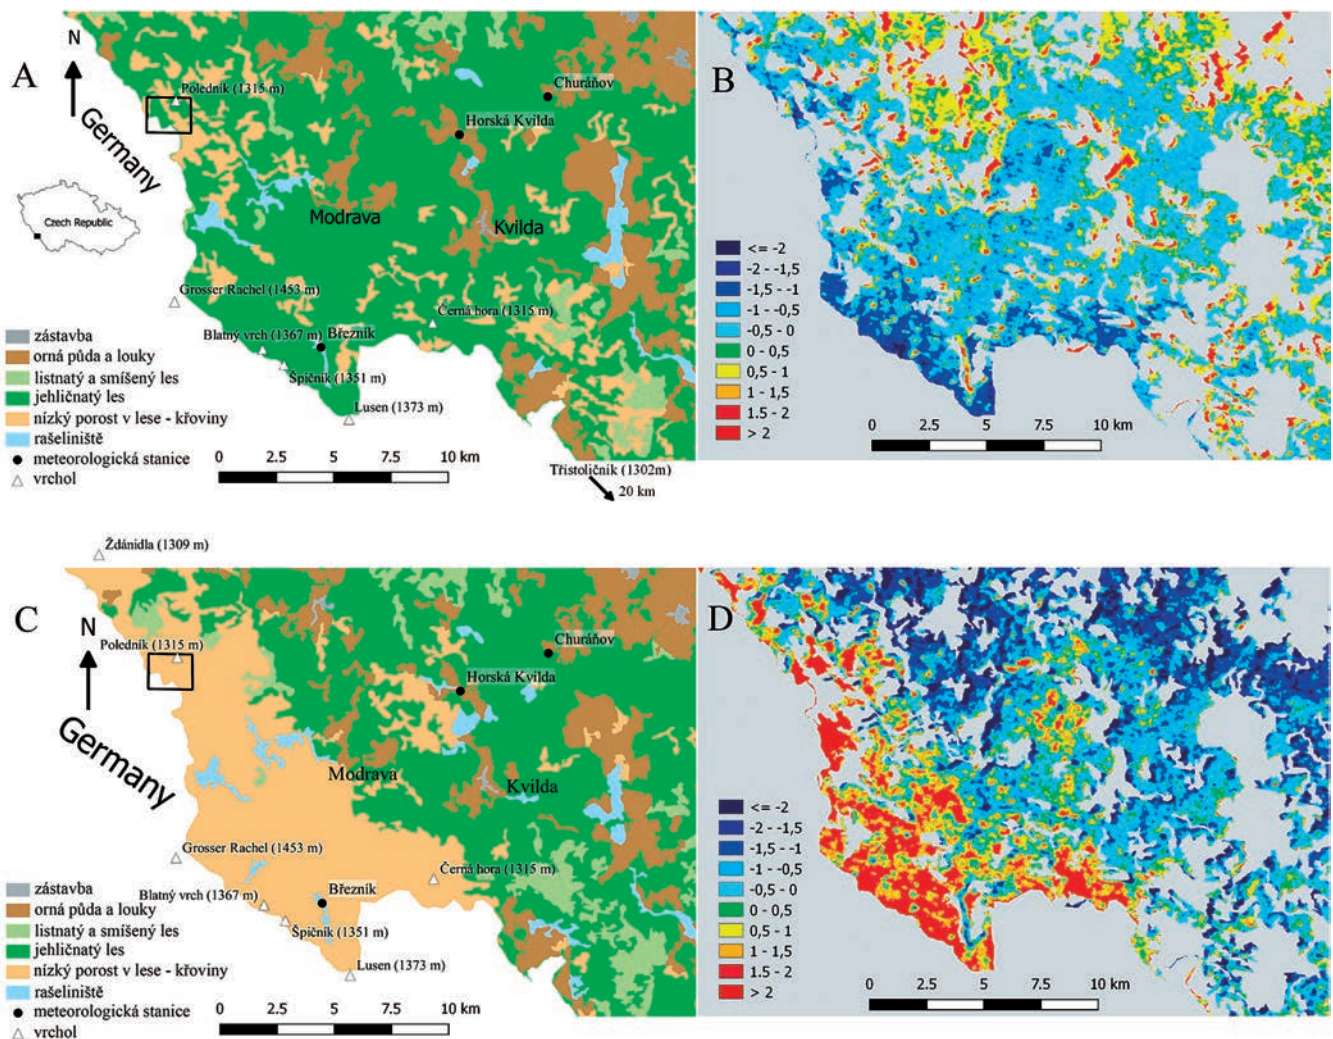 A
N
Germany
Poledník (1315 m)
Churáňov
Horská Kvilda
Czech Republic
Modrava
Kvilda
Grosser Rachel (1453 m)
Černá hora (1315 m)
Blatný vrch (1367 m)
Březník
Špičník (1351 m)
Lusen (1373 m)
zástavba
orná půda a louky
listnatý a smíšený les
jehličnatý les
nízký porost v lese - křoviny
rašeliniště
meteorologická stanice
vrchol
0 2.5 5 7.5 10 km
Třístoličník (1302m)
20 km
B
<= -2
-2 - -1,5
-1,5 - -1
-1 - -0,5
-0,5 - 0
0 - 0,5
0,5 - 1
1 - 1,5
1.5 - 2
> 2
0 2.5 5 7.5 10 km
Ždánidla (1309 m)
C
N
Germany
Poledník (1315 m)
Churáňov
Horská Kvilda
Modrava
Kvilda
Grosser Rachel (1453 m)
Černá hora (1315 m)
Blatný vrch (1367 m)
Březník
Špičník (1351 m)
Lusen (1373 m)
zástavba
orná půda a louky
listnatý a smíšený les
jehličnatý les
nízký porost v lese - křoviny
rašeliniště
meteorologická stanice
vrchol
0 2.5 5 7.5 10 km
D
<= -2
-2 - -1,5
-1,5 - -1
-1 - -0,5
-0,5 - 0
0 - 0,5
0,5 - 1
1 - 1,5
1.5 - 2
> 2
0 2.5 5 7.5 10 km